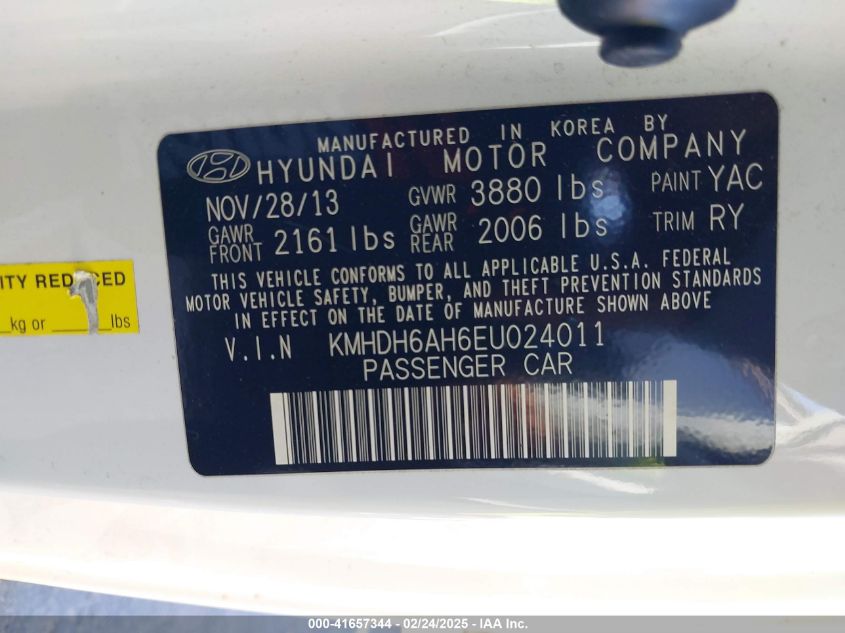 MANUFACTURED IN KOREA BY
HYUNDAI MOTOR COMPANY
NOV/28/13 GVWR 3880 lbs PAINT YAC
GAWR FRONT 2161 lbs GAWR REAR 2006 lbs TRIM RY
THIS VEHICLE CONFORMS TO ALL APPLICABLE U.S.A. FEDERAL
MOTOR VEHICLE SAFETY, BUMPER, AND THEFT PREVENTION STANDARDS
IN EFFECT ON THE DATE OF MANUFACTURE SHOWN ABOVE
V.I.N KMHDH6AH6EU024011
PASSENGER CAR
ITY REDUCED
kg or ____ lbs
000-41657344 / 02/24/2025 - IAA Inc.